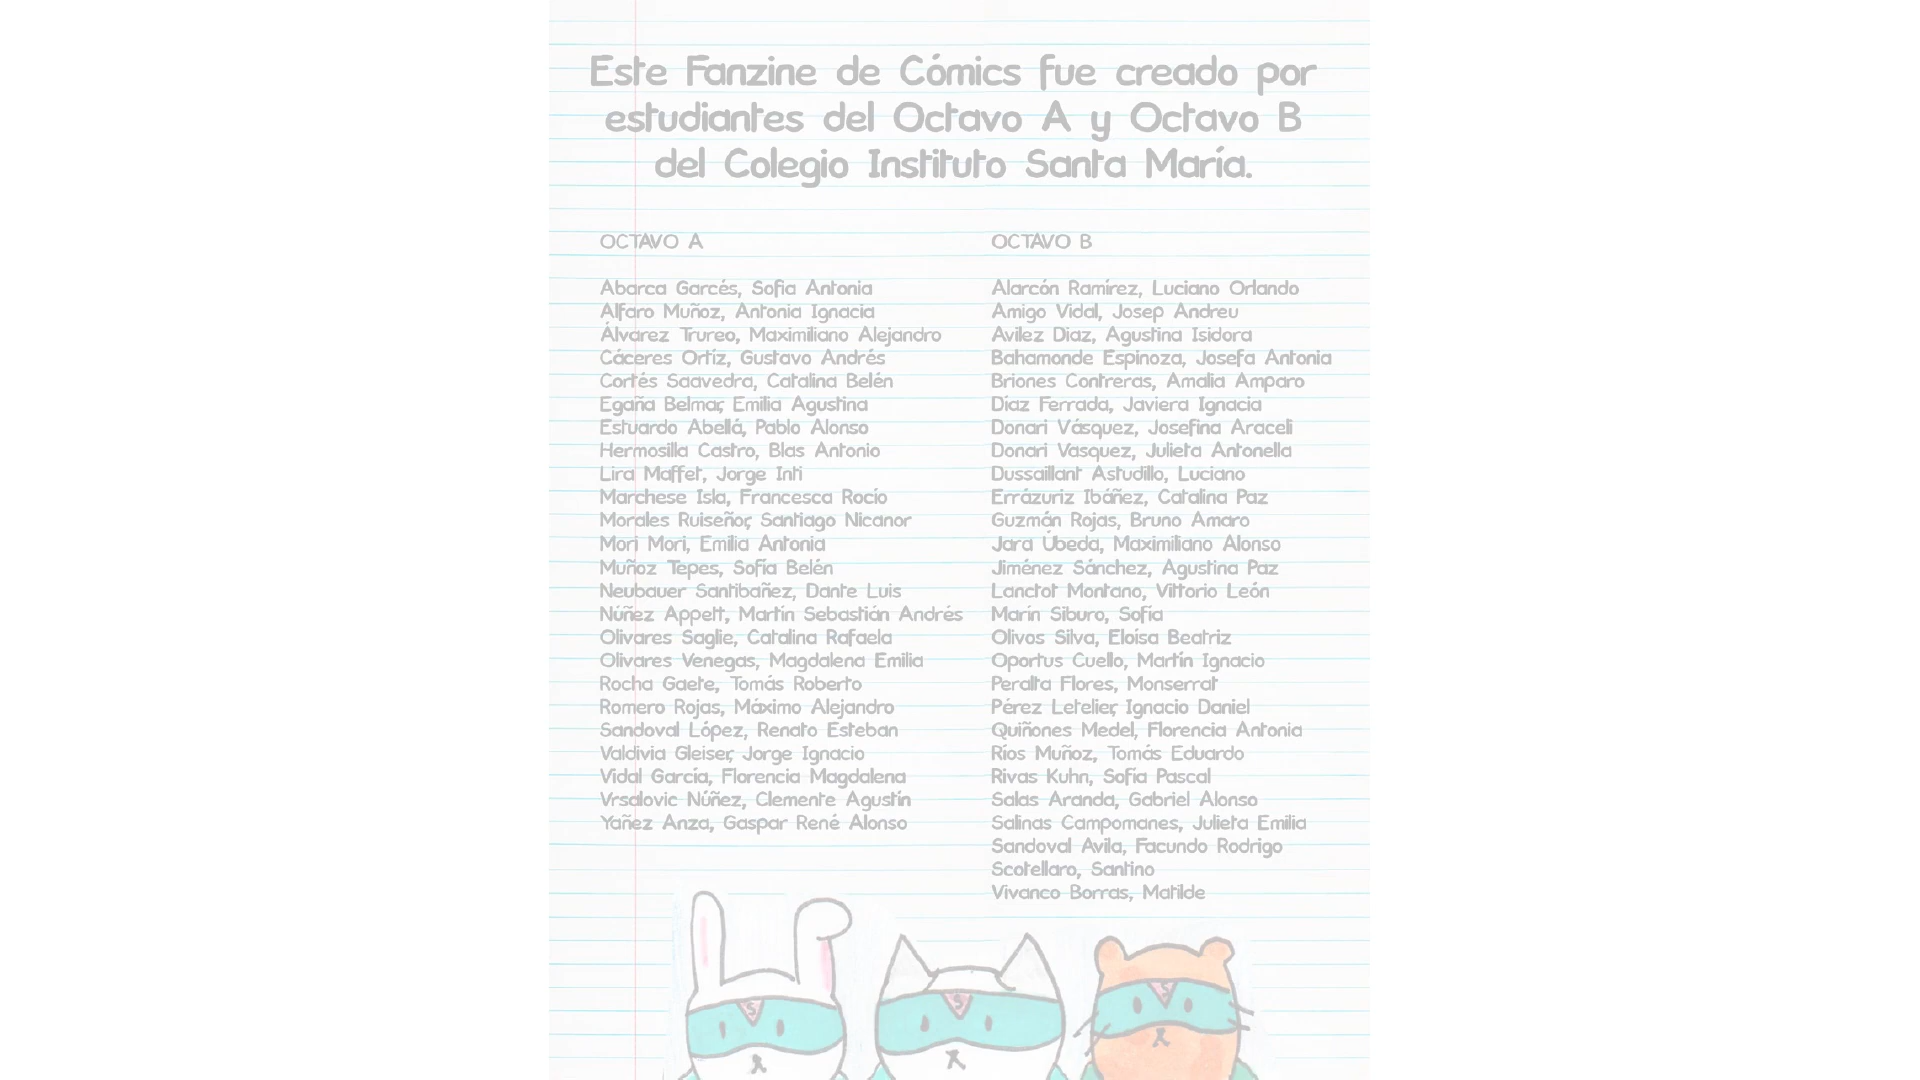 Este Fanzine de Cómics fue creado por
estudiantes del Octavo A y Octavo B
del Colegio Instituto Santa María.
OCTAVO A
Abarca Garcés, Sofia Antonia
Alfaro Muñoz, Antonia Ignacia
Álvarez Trureo, Maximiliano Alejandro
Cáceres Ortíz, Gustavo Andrés
Cortés Saavedra, Catalina Belén
Egaña Belmar, Emilia Agustina
Estuardo Abellá, Pablo Alonso
Hermosilla Castro, Blas Antonio
Lira Maffet, Jorge Inti
Marchese Isla, Francesca Rocío
Morales Ruiseñor, Santiago Nicanor
Mori Mori, Emilia Antonia
Muñoz Tepes, Sofía Belén
Neubauer Santibañez, Dante Luis
Núñez Appelt, Martín Sebastián Andrés
Olivares Saglie, Catalina Rafaela
Olivares Venegas, Magdalena Emilia
Rocha Gaete, Tomás Roberto
Romero Rojas, Máximo Alejandro
Sandoval López, Renato Esteban
Valdivia Gleiser, Jorge Ignacio
Vidal García, Florencia Magdalena
Vrsalovic Núñez, Clemente Agustín
Yañez Anza, Gaspar René Alonso
OCTAVO B
Alarcón Ramírez, Luciano Orlando
Amigo Vidal, Josep Andreu
Avilez Diaz, Agustina Isidora
Bahamonde Espinoza, Josefa Antonia
Briones Contreras, Amalia Amparo
Díaz Ferrada, Javiera Ignacia
Donari Vásquez, Josefina Araceli
Donari Vasquez, Julieta Antonella
Dussaillant Astudillo, Luciano
Errázuriz Ibáñez, Catalina Paz
Guzmán Rojas, Bruno Amaro
Jara Úbeda, Maximiliano Alonso
Jiménez Sánchez, Agustina Paz
Lanctot Montano, Vittorio León
Marín Siburo, Sofía
Olivos Silva, Eloísa Beatriz
Oportus Cuello, Martín Ignacio
Peralta Flores, Monserrat
Pérez Letelier, Ignacio Daniel
Quiñones Medel, Florencia Antonia
Ríos Muñoz, Tomás Eduardo
Rivas Kuhn, Sofía Pascal
Salas Aranda, Gabriel Alonso
Salinas Campomanes, Julieta Emilia
Sandoval Avila, Facundo Rodrigo
Scotellaro, Santino
Vivanco Borras, Matilde
S
S
S